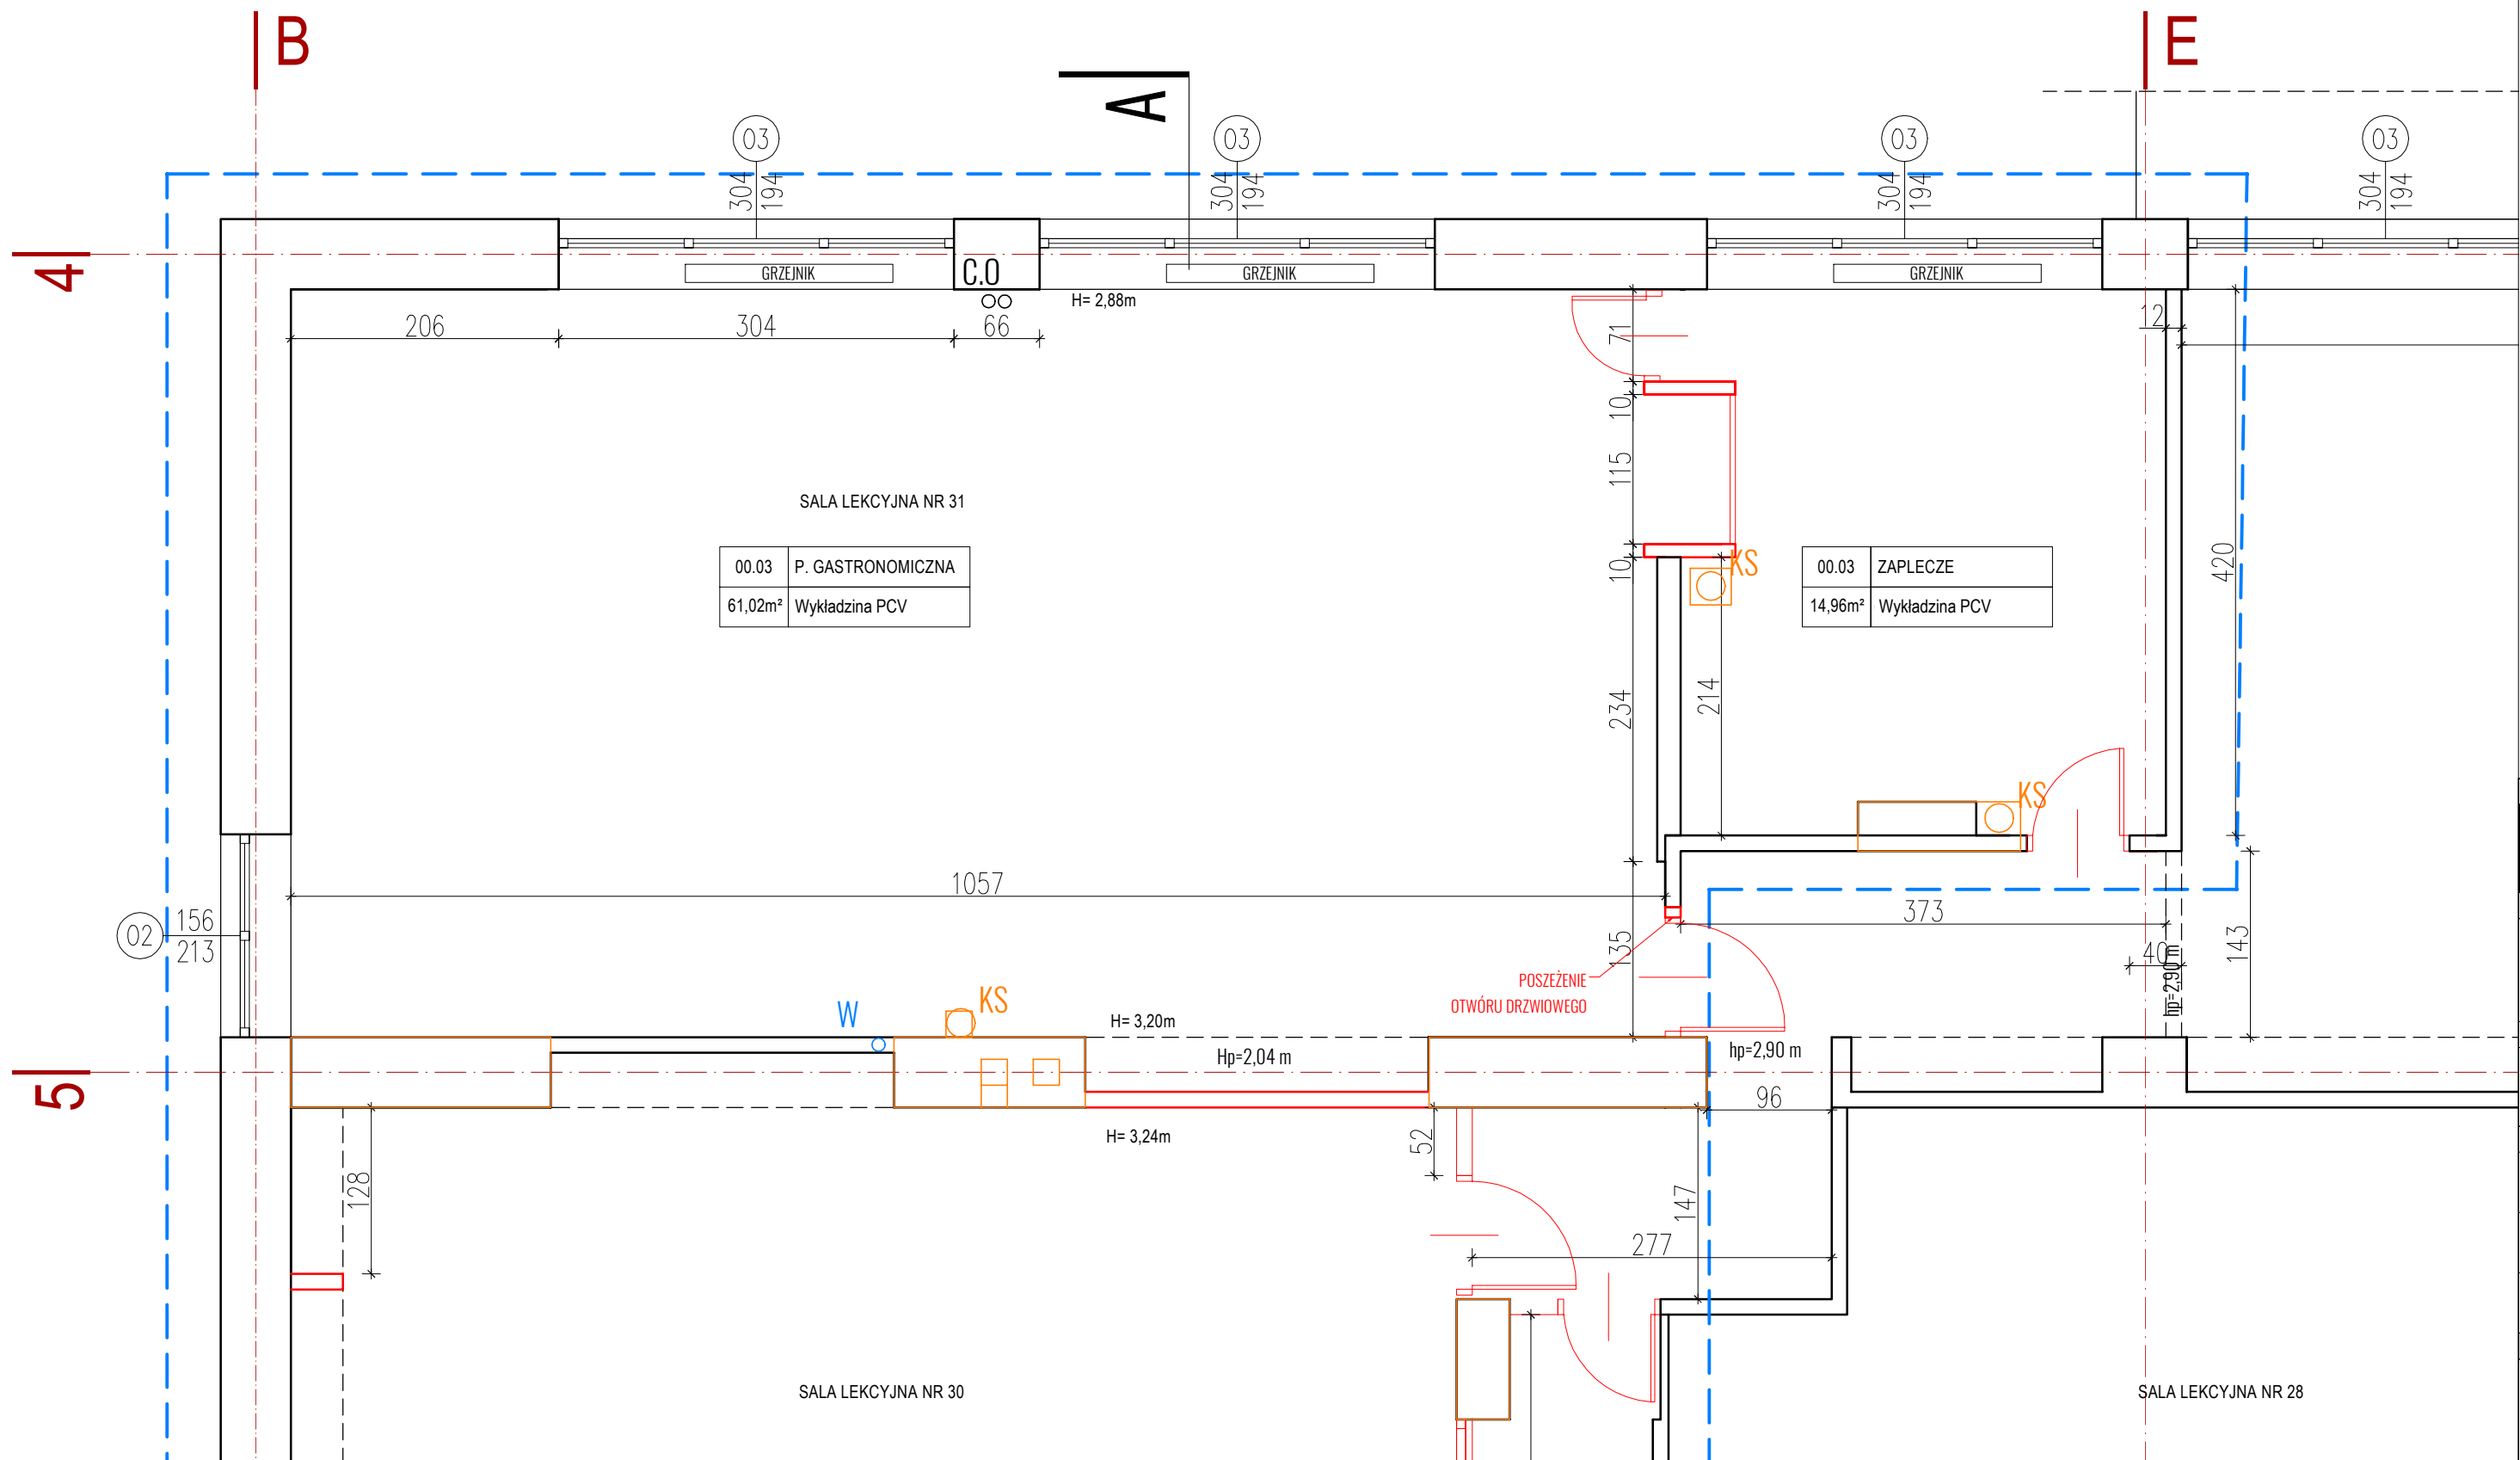 B
E
A
03
03
03
03
304
194
304
194
304
194
304
194
4
GRZEJNIK
C.O
GRZEJNIK
GRZEJNIK
H= 2,88m
206
304
66
71
12
10
115
SALA LEKCYJNA NR 31
00.03 P. GASTRONOMICZNA
61,02m² Wykładzina PCV
10
KS
00.03 ZAPLECZE
14,96m² Wykładzina PCV
420
234
214
KS
1057
02
156
213
373
135
40
143
hp=2,90 m
POSZEŻENIE
OTWÓRU DRZWIOWEGO
W
KS
H= 3,20m
Hp=2,04 m
hp=2,90 m
5
96
H= 3,24m
52
128
147
277
SALA LEKCYJNA NR 30
SALA LEKCYJNA NR 28